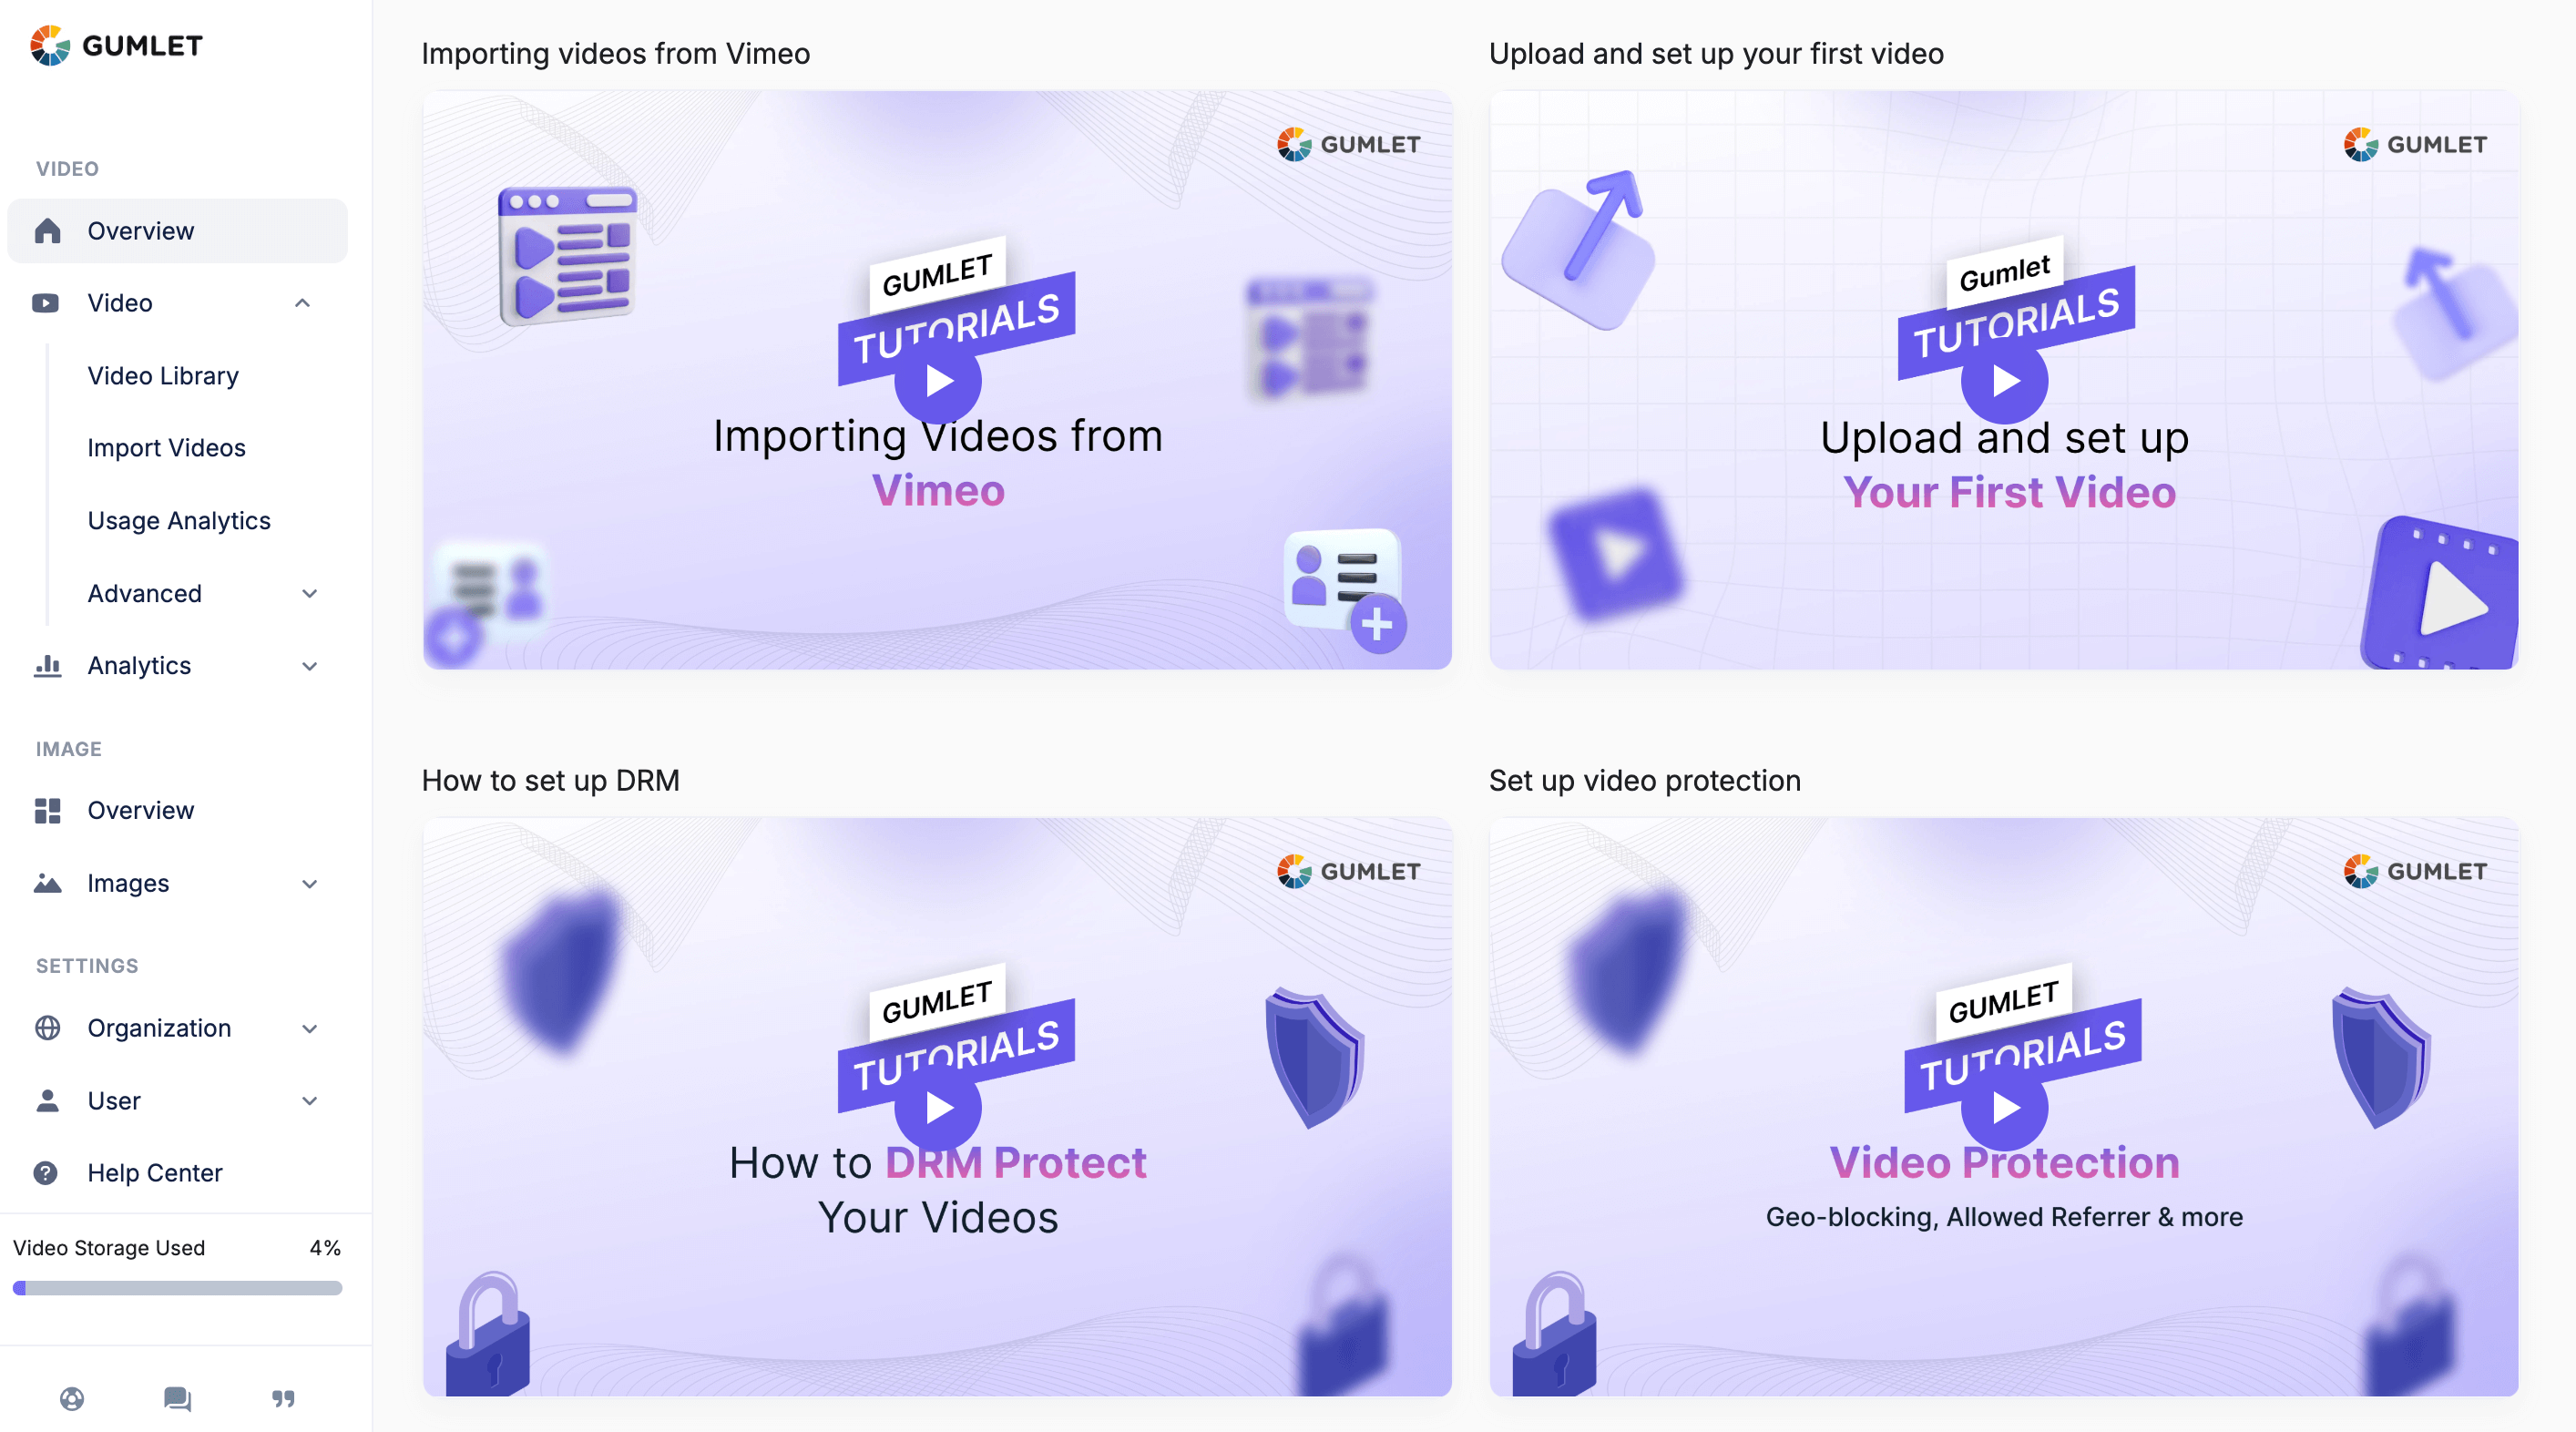 GUMLET
VIDEO
Overview
Video
Video Library
Import Videos
Usage Analytics
Advanced
Analytics
IMAGE
Overview
Images
SETTINGS
Organization
User
Help Center
Video Storage Used 4%
Importing videos from Vimeo
GUMLET
GUMLET
TUTORIALS
Importing Videos from
Vimeo
Upload and set up your first video
GUMLET
Gumlet
TUTORIALS
Upload and set up
Your First Video
How to set up DRM
GUMLET
GUMLET
TUTORIALS
How to DRM Protect
Your Videos
Set up video protection
GUMLET
GUMLET
TUTORIALS
Video Protection
Geo-blocking, Allowed Referrer & more